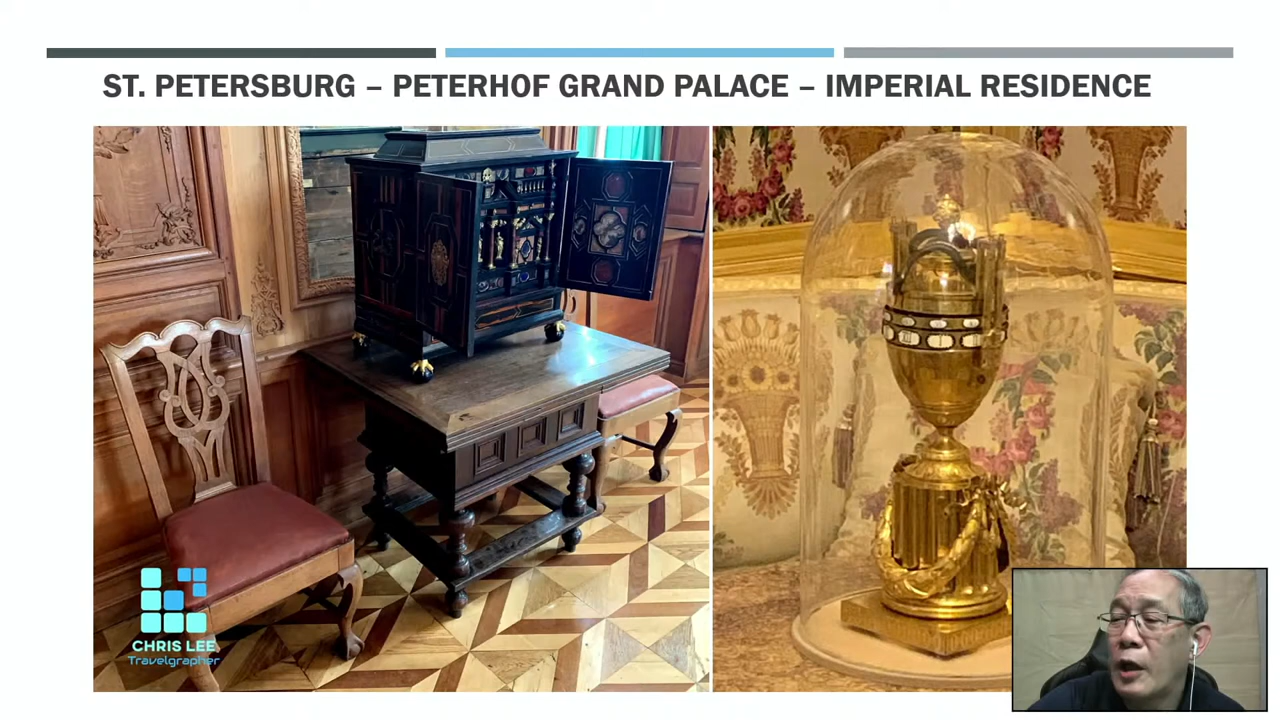 ST. PETERSBURG – PETERHOF GRAND PALACE – IMPERIAL RESIDENCE
CHRIS LEE
Travelgrapher